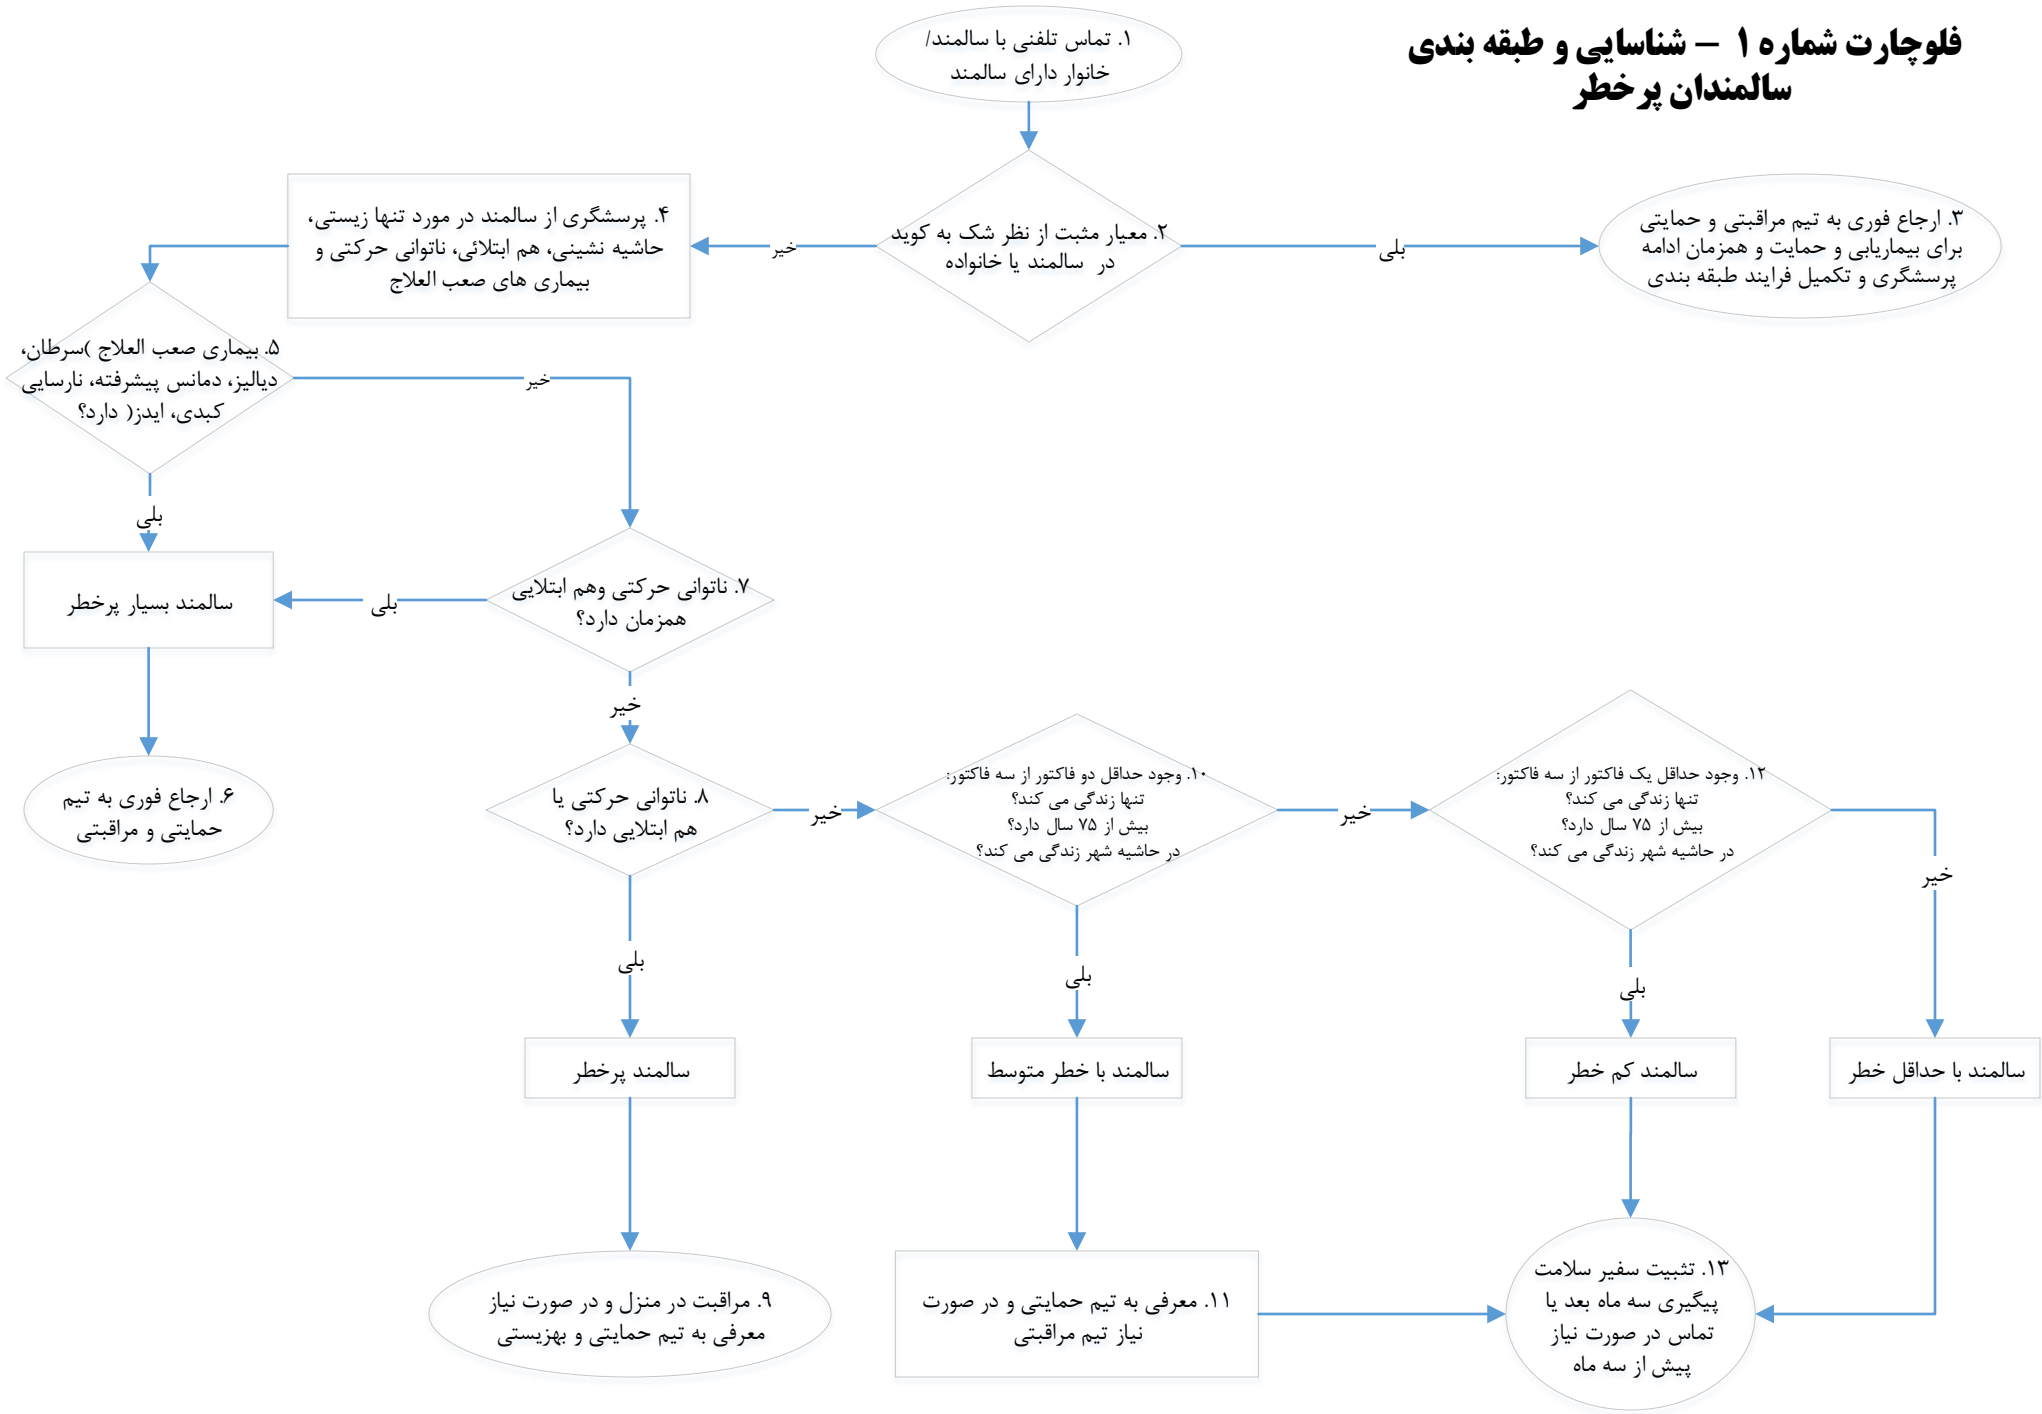 فلوچارت شماره ۱ – شناسایی و طبقه بندی
سالمندان پرخطر
۱. تماس تلفنی با سالمند/
خانوار دارای سالمند
۲. معیار مثبت از نظر شک به کوید
در سالمند یا خانواده
بلی
۳. ارجاع فوری به تیم مراقبتی و حمایتی
برای بیماریابی و حمایت و همزمان ادامه
پرسشگری و تکمیل فرایند طبقه بندی
خیر
۴. پرسشگری از سالمند در مورد تنها زیستی،
حاشیه نشینی، هم ابتلائی، ناتوانی حرکتی و
بیماری های صعب العلاج
۵. بیماری صعب العلاج )سرطان،
دیالیز، دمانس پیشرفته، نارسایی
کبدی، ایدز( دارد؟
خیر
بلی
سالمند بسیار پرخطر
۶. ارجاع فوری به تیم
حمایتی و مراقبتی
۷. ناتوانی حرکتی وهم ابتلایی
همزمان دارد؟
بلی
خیر
۸. ناتوانی حرکتی یا
هم ابتلایی دارد؟
خیر
بلی
سالمند پرخطر
۹. مراقبت در منزل و در صورت نیاز
معرفی به تیم حمایتی و بهزیستی
۱۰. وجود حداقل دو فاکتور از سه فاکتور:
تنها زندگی می کند؟
بیش از ۷۵ سال دارد؟
در حاشیه شهر زندگی می کند؟
خیر
بلی
سالمند با خطر متوسط
۱۱. معرفی به تیم حمایتی و در صورت
نیاز تیم مراقبتی
۱۲. وجود حداقل یک فاکتور از سه فاکتور:
تنها زندگی می کند؟
بیش از ۷۵ سال دارد؟
در حاشیه شهر زندگی می کند؟
خیر
بلی
سالمند کم خطر
سالمند با حداقل خطر
۱۳. تثبیت سفیر سلامت
پیگیری سه ماه بعد یا
تماس در صورت نیاز
پیش از سه ماه